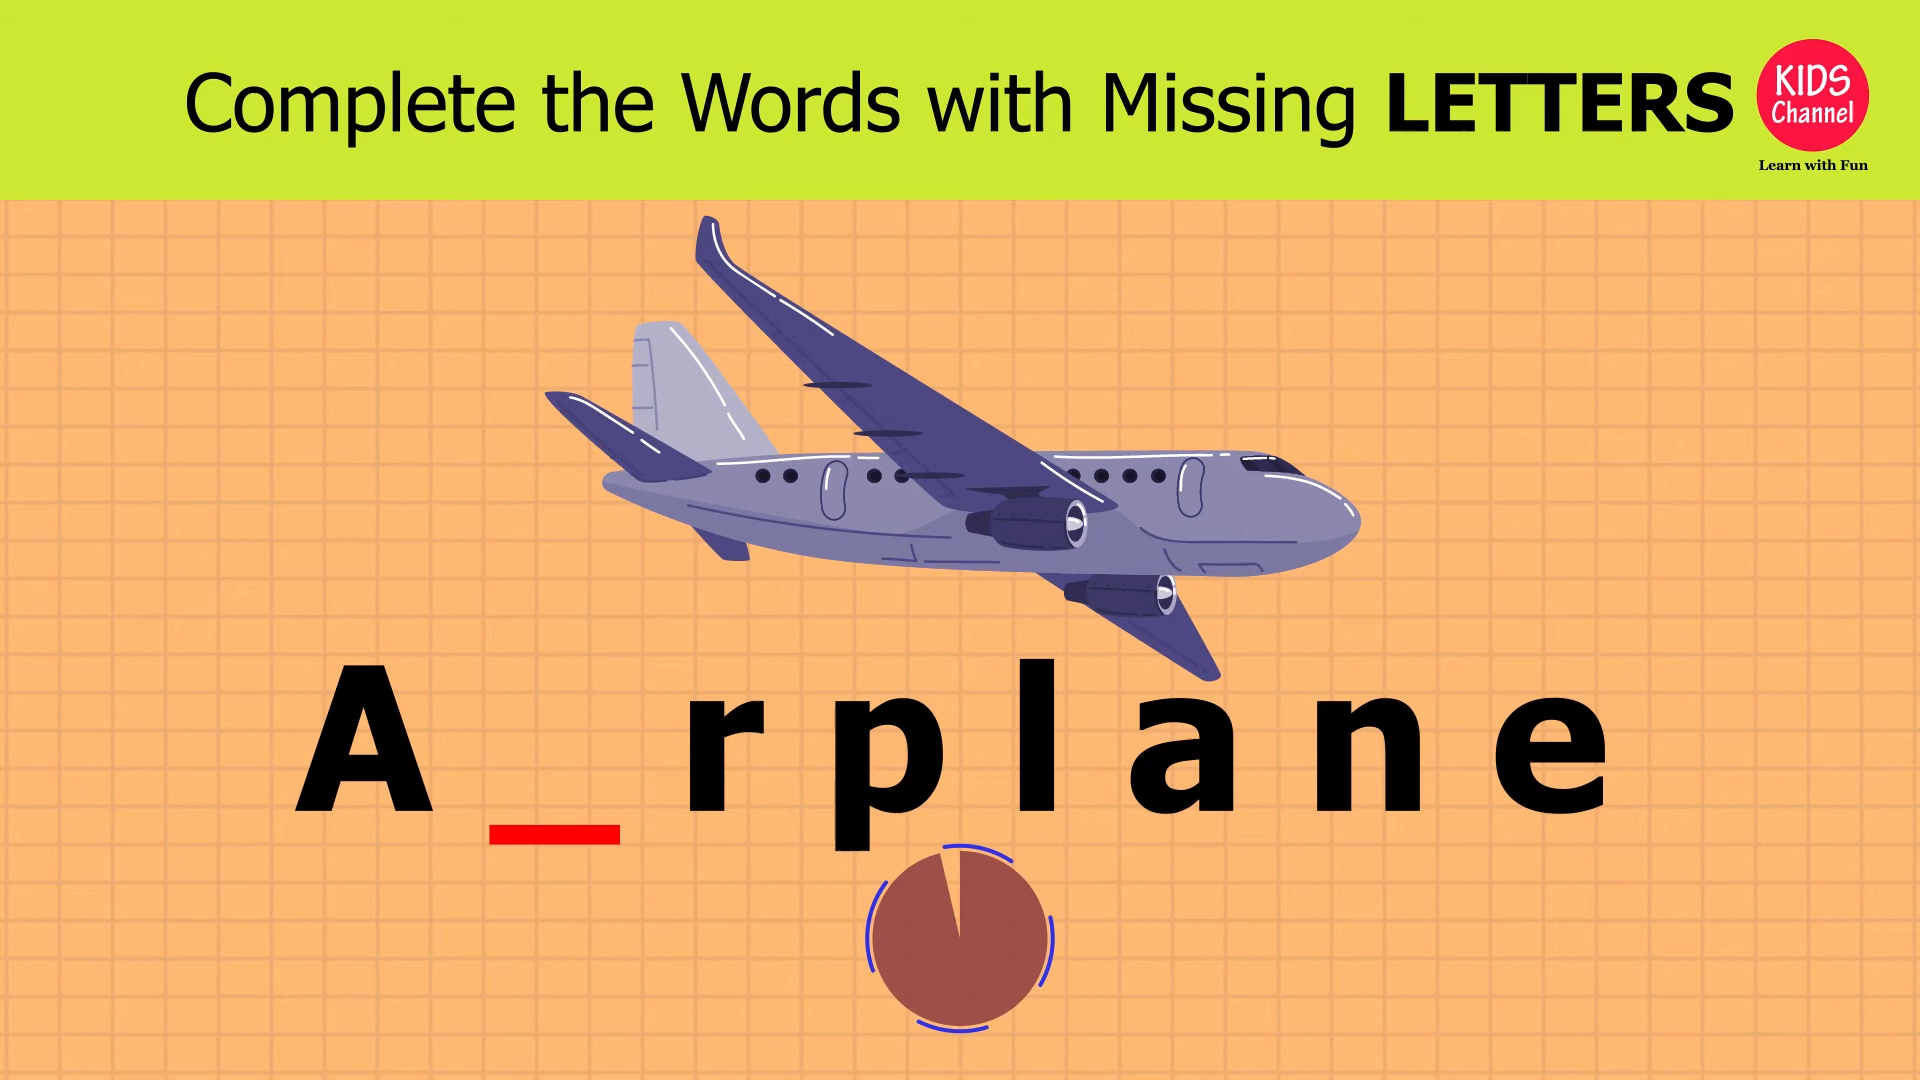 Complete the Words with Missing LETTERS
KIDS
Channel
Learn with Fun
A _ r p l a n e